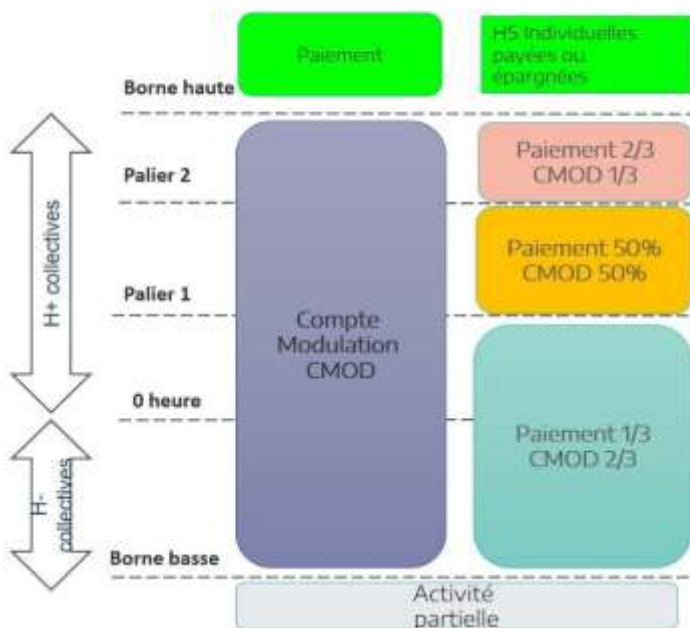 Paiement
HS Individuelles
payées ou
épargnées
Borne haute
H+ collectives
Palier 2
Paiement 2/3
CMOD 1/3
Paiement 50%
CMOD 50%
Palier 1
Compte
Modulation
CMOD
0 heure
Paiement 1/3
CMOD 2/3
H-
collectives
Borne basse
Activité
partielle